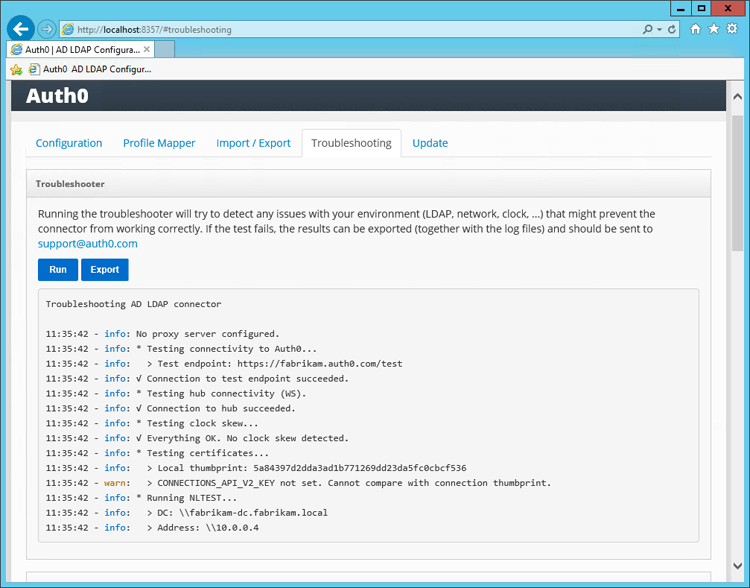 http://localhost:8357/#troubleshooting
Auth0 | AD LDAP Configura...
Auth0 AD LDAP Configur...
Auth0
Configuration Profile Mapper Import / Export Troubleshooting Update
Troubleshooter
Running the troubleshooter will try to detect any issues with your environment (LDAP, network, clock, ...) that might prevent the
connector from working correctly. If the test fails, the results can be exported (together with the log files) and should be sent to
support@auth0.com
Run Export
Troubleshooting AD LDAP connector
11:35:42 - info: No proxy server configured.
11:35:42 - info: * Testing connectivity to Auth0...
11:35:42 - info:   > Test endpoint: https://fabrikam.auth0.com/test
11:35:42 - info: √ Connection to test endpoint succeeded.
11:35:42 - info: * Testing hub connectivity (WS).
11:35:42 - info: √ Connection to hub succeeded.
11:35:42 - info: * Testing clock skew...
11:35:42 - info: √ Everything OK. No clock skew detected.
11:35:42 - info: * Testing certificates...
11:35:42 - info:   > Local thumbprint: 5a84397d2dda3ad1b771269dd23da5fc0cbcf536
11:35:42 - warn:   > CONNECTIONS_API_V2_KEY not set. Cannot compare with connection thumbprint.
11:35:42 - info: * Running NLTEST...
11:35:42 - info:   > DC: \\fabrikam-dc.fabrikam.local
11:35:42 - info:   > Address: \\10.0.0.4